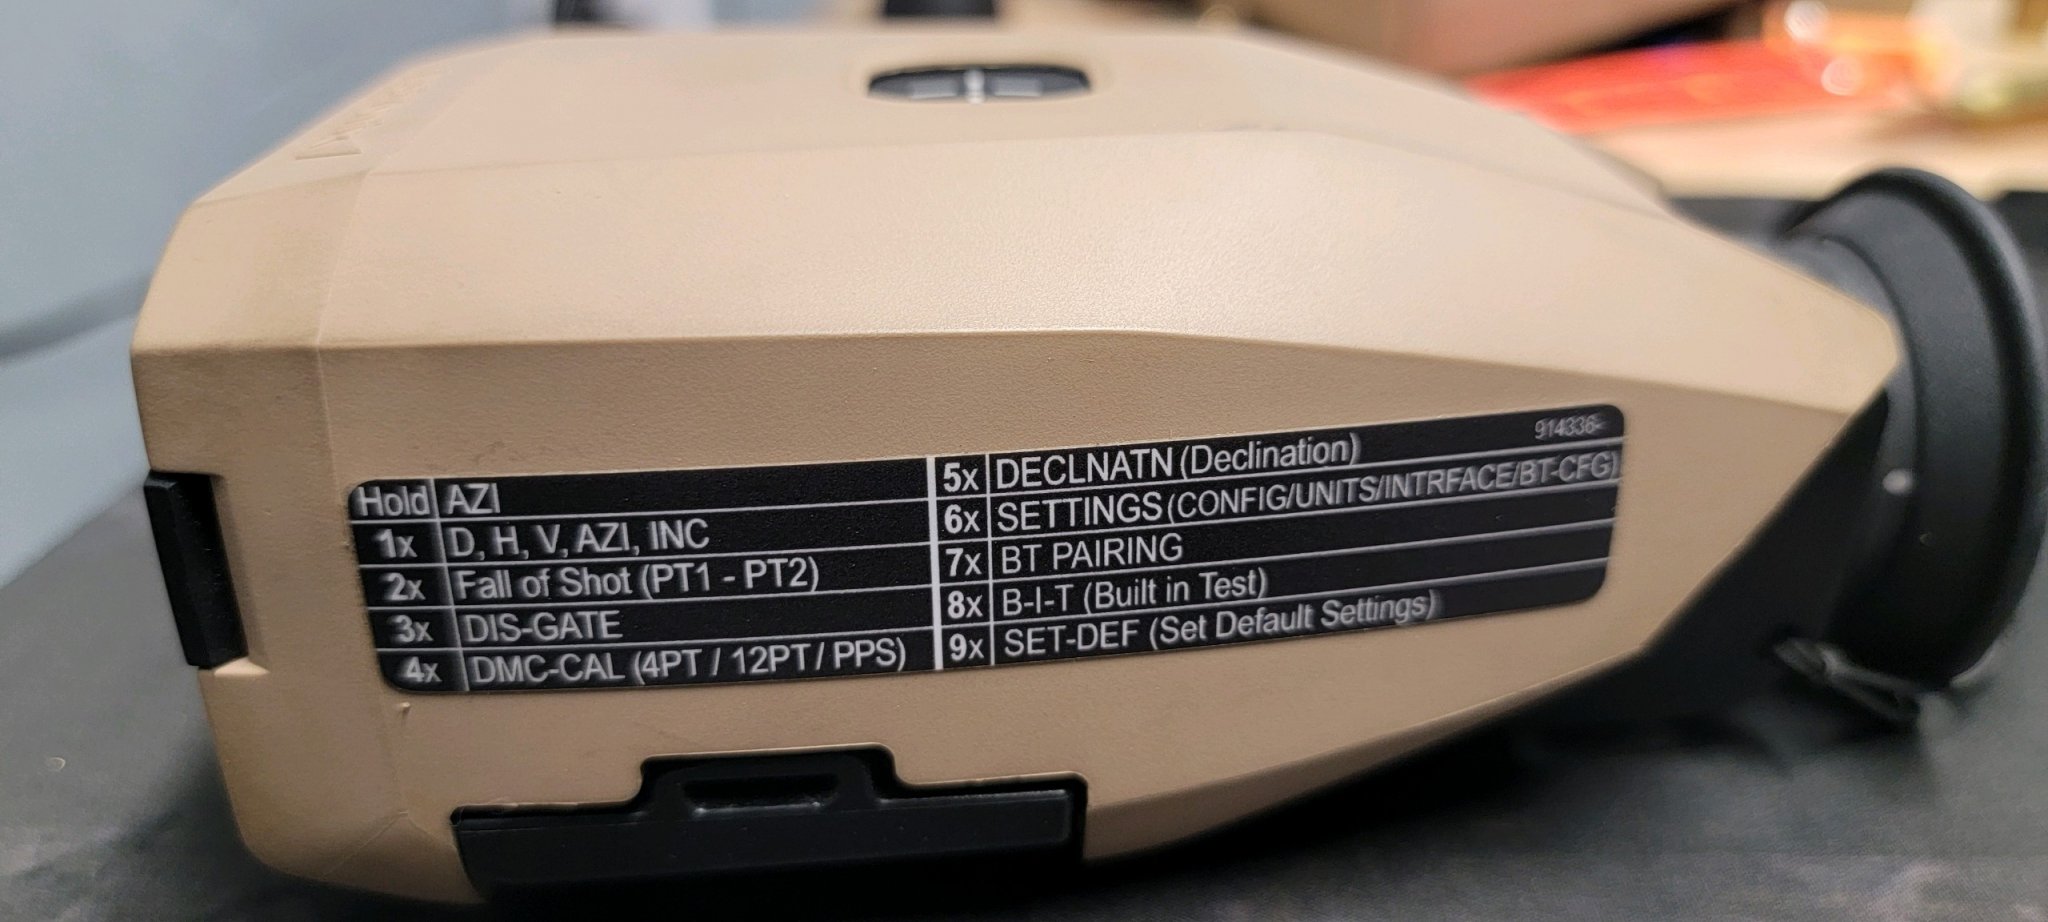 Hold AZI
1x D, H, V, AZI, INC
2x Fall of Shot (PT1 - PT2)
3x DIS-GATE
4x DMC-CAL (4PT / 12PT / PPS)
914336-
5x DECLNATN (Declination)
6x SETTINGS (CONFIG/UNITS/INTRFACE/BT-CFG)
7x BT PAIRING
8x B-I-T (Built in Test)
9x SET-DEF (Set Default Settings)